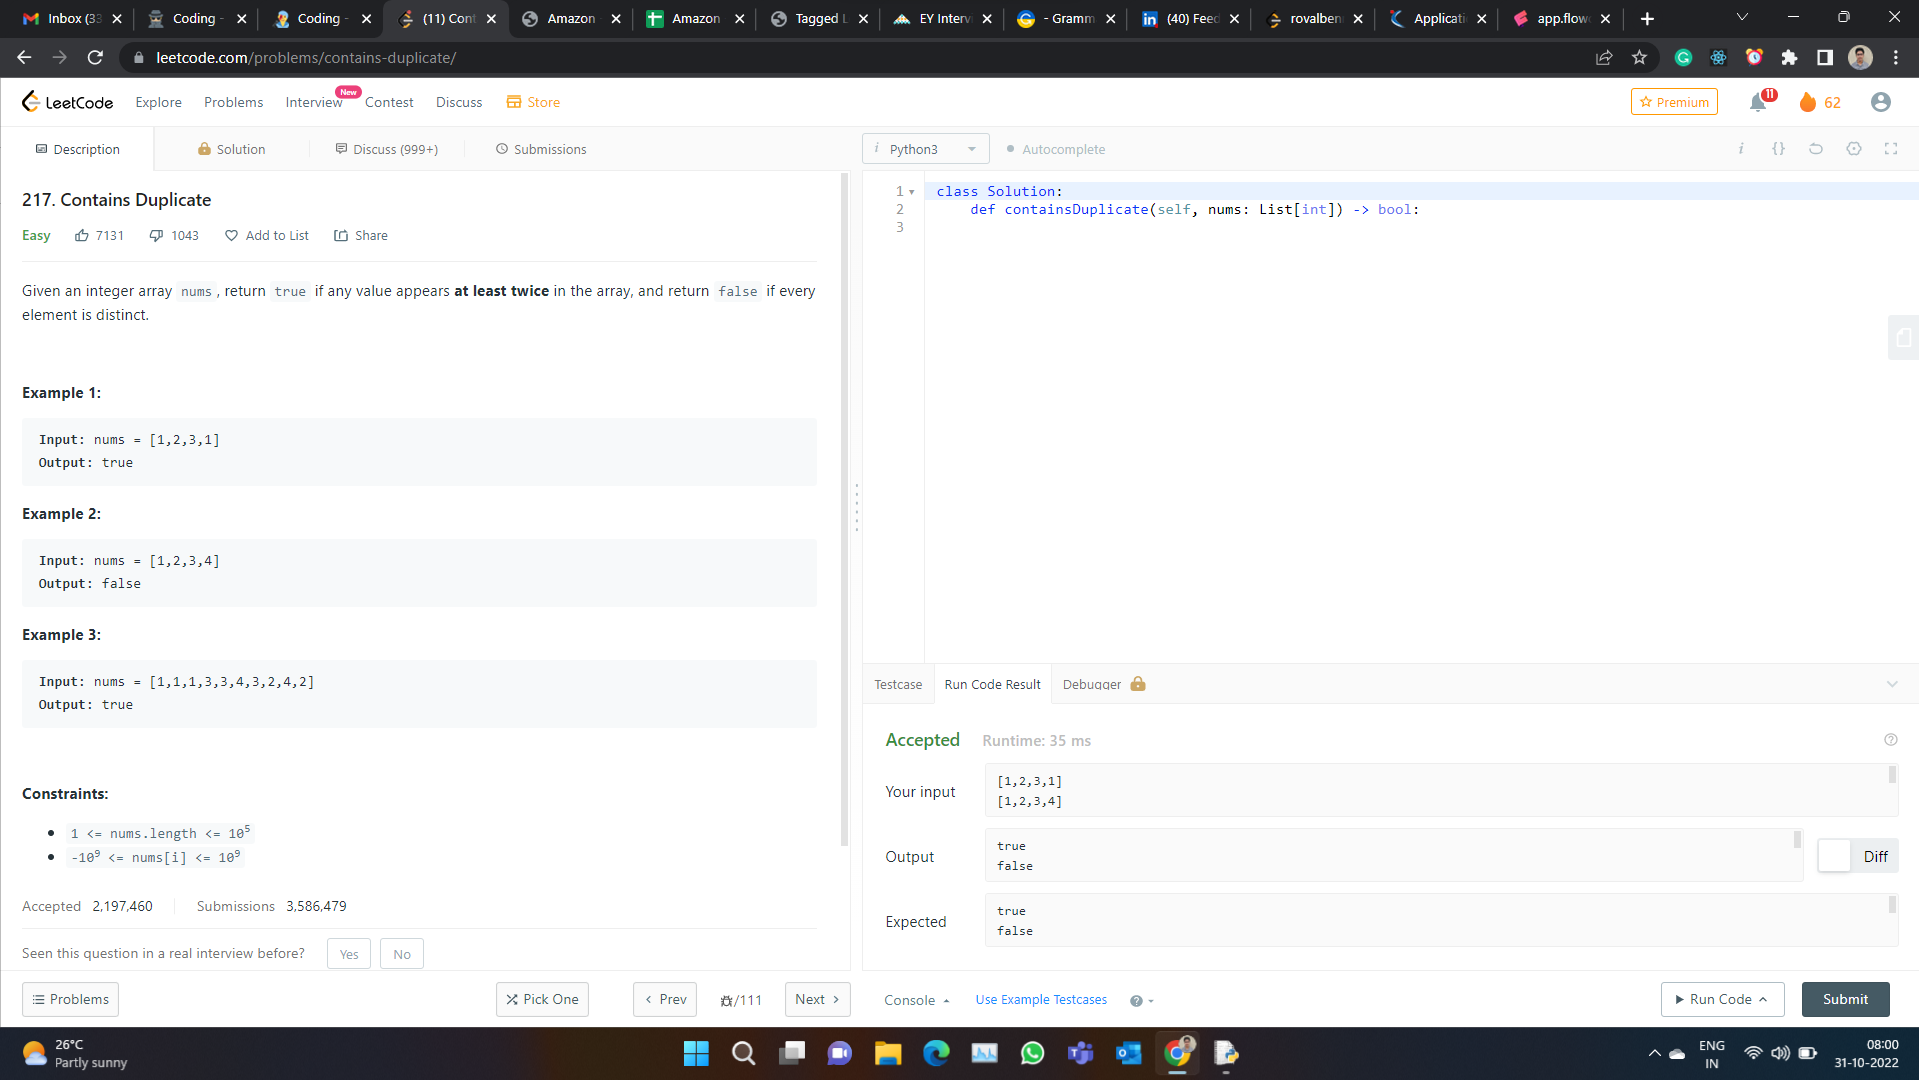 Inbox (33
Coding -
Coding -
(11) Cont
Amazon
Amazon
Tagged L
EY Interv
- Gramm
(40) Feed
rovalben
Applicati
app.flow
leetcode.com/problems/contains-duplicate/
LeetCode
Explore
Problems
Interview
New
Contest
Discuss
Store
Premium
11
62
Description
Solution
Discuss (999+)
Submissions
i Python3
Autocomplete
i {}
217. Contains Duplicate
Easy 7131 1043 Add to List Share
Given an integer array nums, return true if any value appears at least twice in the array, and return false if every
element is distinct.
Example 1:
Input: nums = [1,2,3,1]
Output: true
Example 2:
Input: nums = [1,2,3,4]
Output: false
Example 3:
Input: nums = [1,1,1,3,3,4,3,2,4,2]
Output: true
Constraints:
1 <= nums.length <= 10⁵
-10⁹ <= nums[i] <= 10⁹
Accepted 2,197,460 Submissions 3,586,479
Seen this question in a real interview before? Yes No
Problems
Pick One
Prev
/111
Next
1 class Solution:
2 def containsDuplicate(self, nums: List[int]) -> bool:
3
Testcase
Run Code Result
Debugger
Accepted Runtime: 35 ms
Your input
[1,2,3,1]
[1,2,3,4]
Output
true
false
Diff
Expected
true
false
Console
Use Example Testcases
Run Code
Submit
26°C
Partly sunny
ENG
IN
08:00
31-10-2022